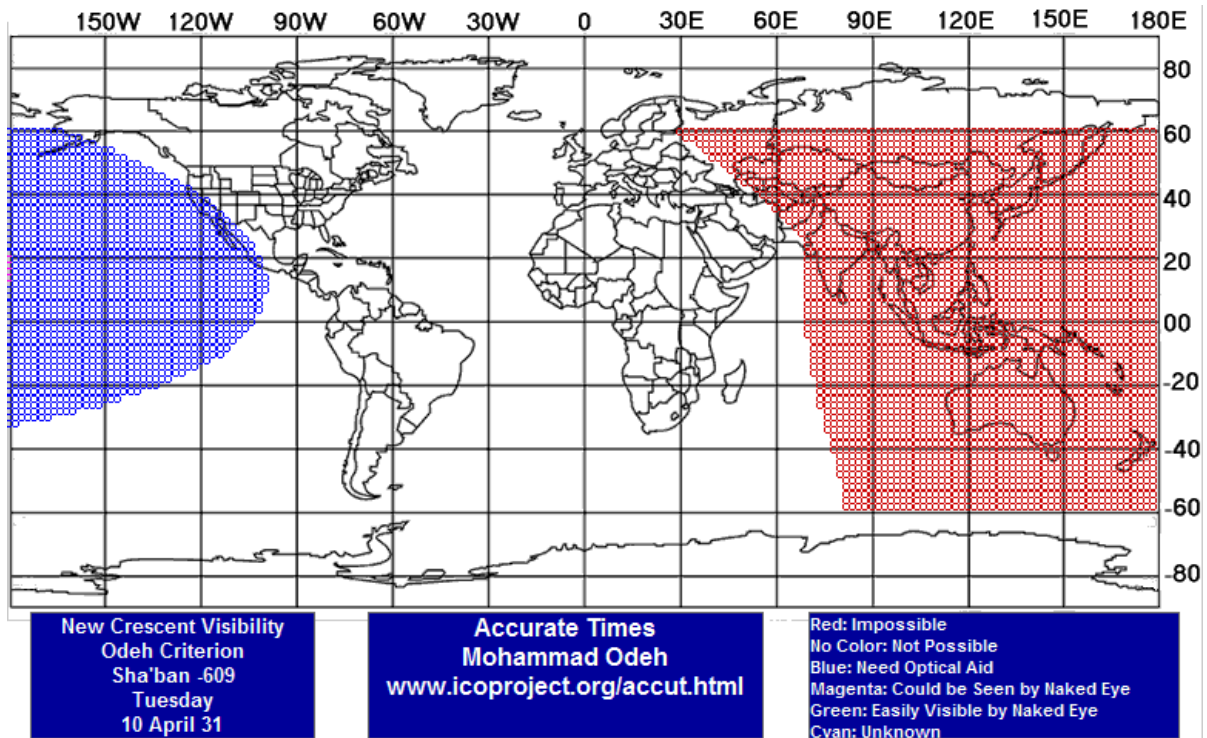 150W 120W 90W 60W 30W 0 30E 60E 90E 120E 150E 180E
80
60
40
20
00
-20
-40
-60
-80
New Crescent Visibility
Odeh Criterion
Sha'ban -609
Tuesday
10 April 31
Accurate Times
Mohammad Odeh
www.icoproject.org/accut.html
Red: Impossible
No Color: Not Possible
Blue: Need Optical Aid
Magenta: Could be Seen by Naked Eye
Green: Easily Visible by Naked Eye
Cyan: Unknown